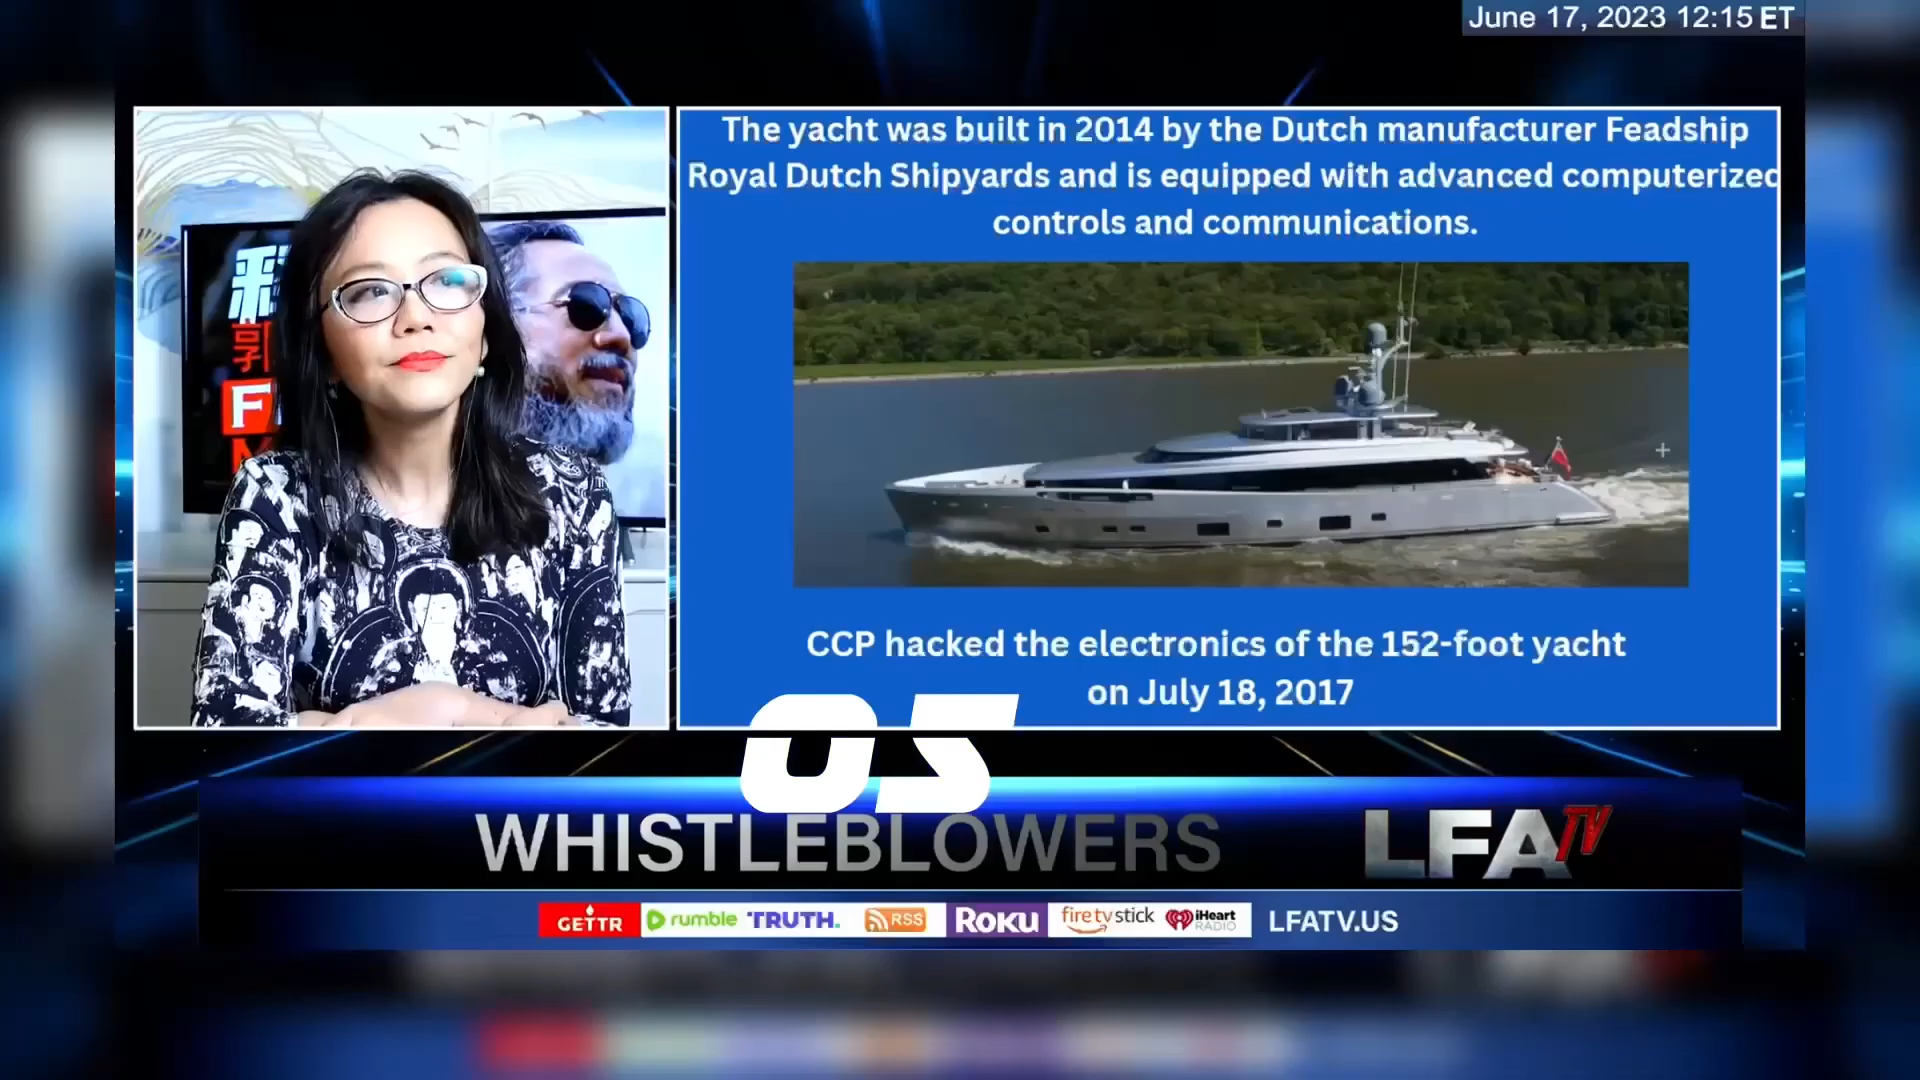 June 17, 2023 12:15 ET
The yacht was built in 2014 by the Dutch manufacturer Feadship
Royal Dutch Shipyards and is equipped with advanced computerized
controls and communications.
郭
F
CCP hacked the electronics of the 152-foot yacht
on July 18, 2017
WHISTLEBLOWERS
LFA TV
GETTR rumble TRUTH. RSS ROKU fire tv stick iHeart RADIO LFATV.US